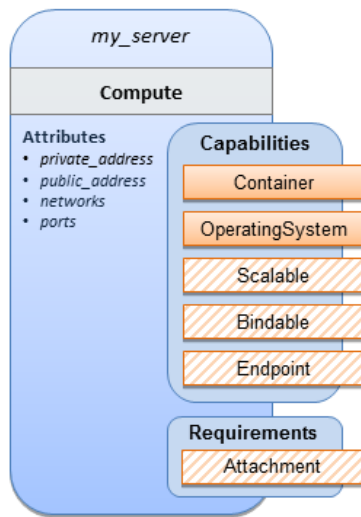 my_server
Compute
Attributes
• private_address
• public_address
• networks
• ports
Capabilities
Container
OperatingSystem
Scalable
Bindable
Endpoint
Requirements
Attachment